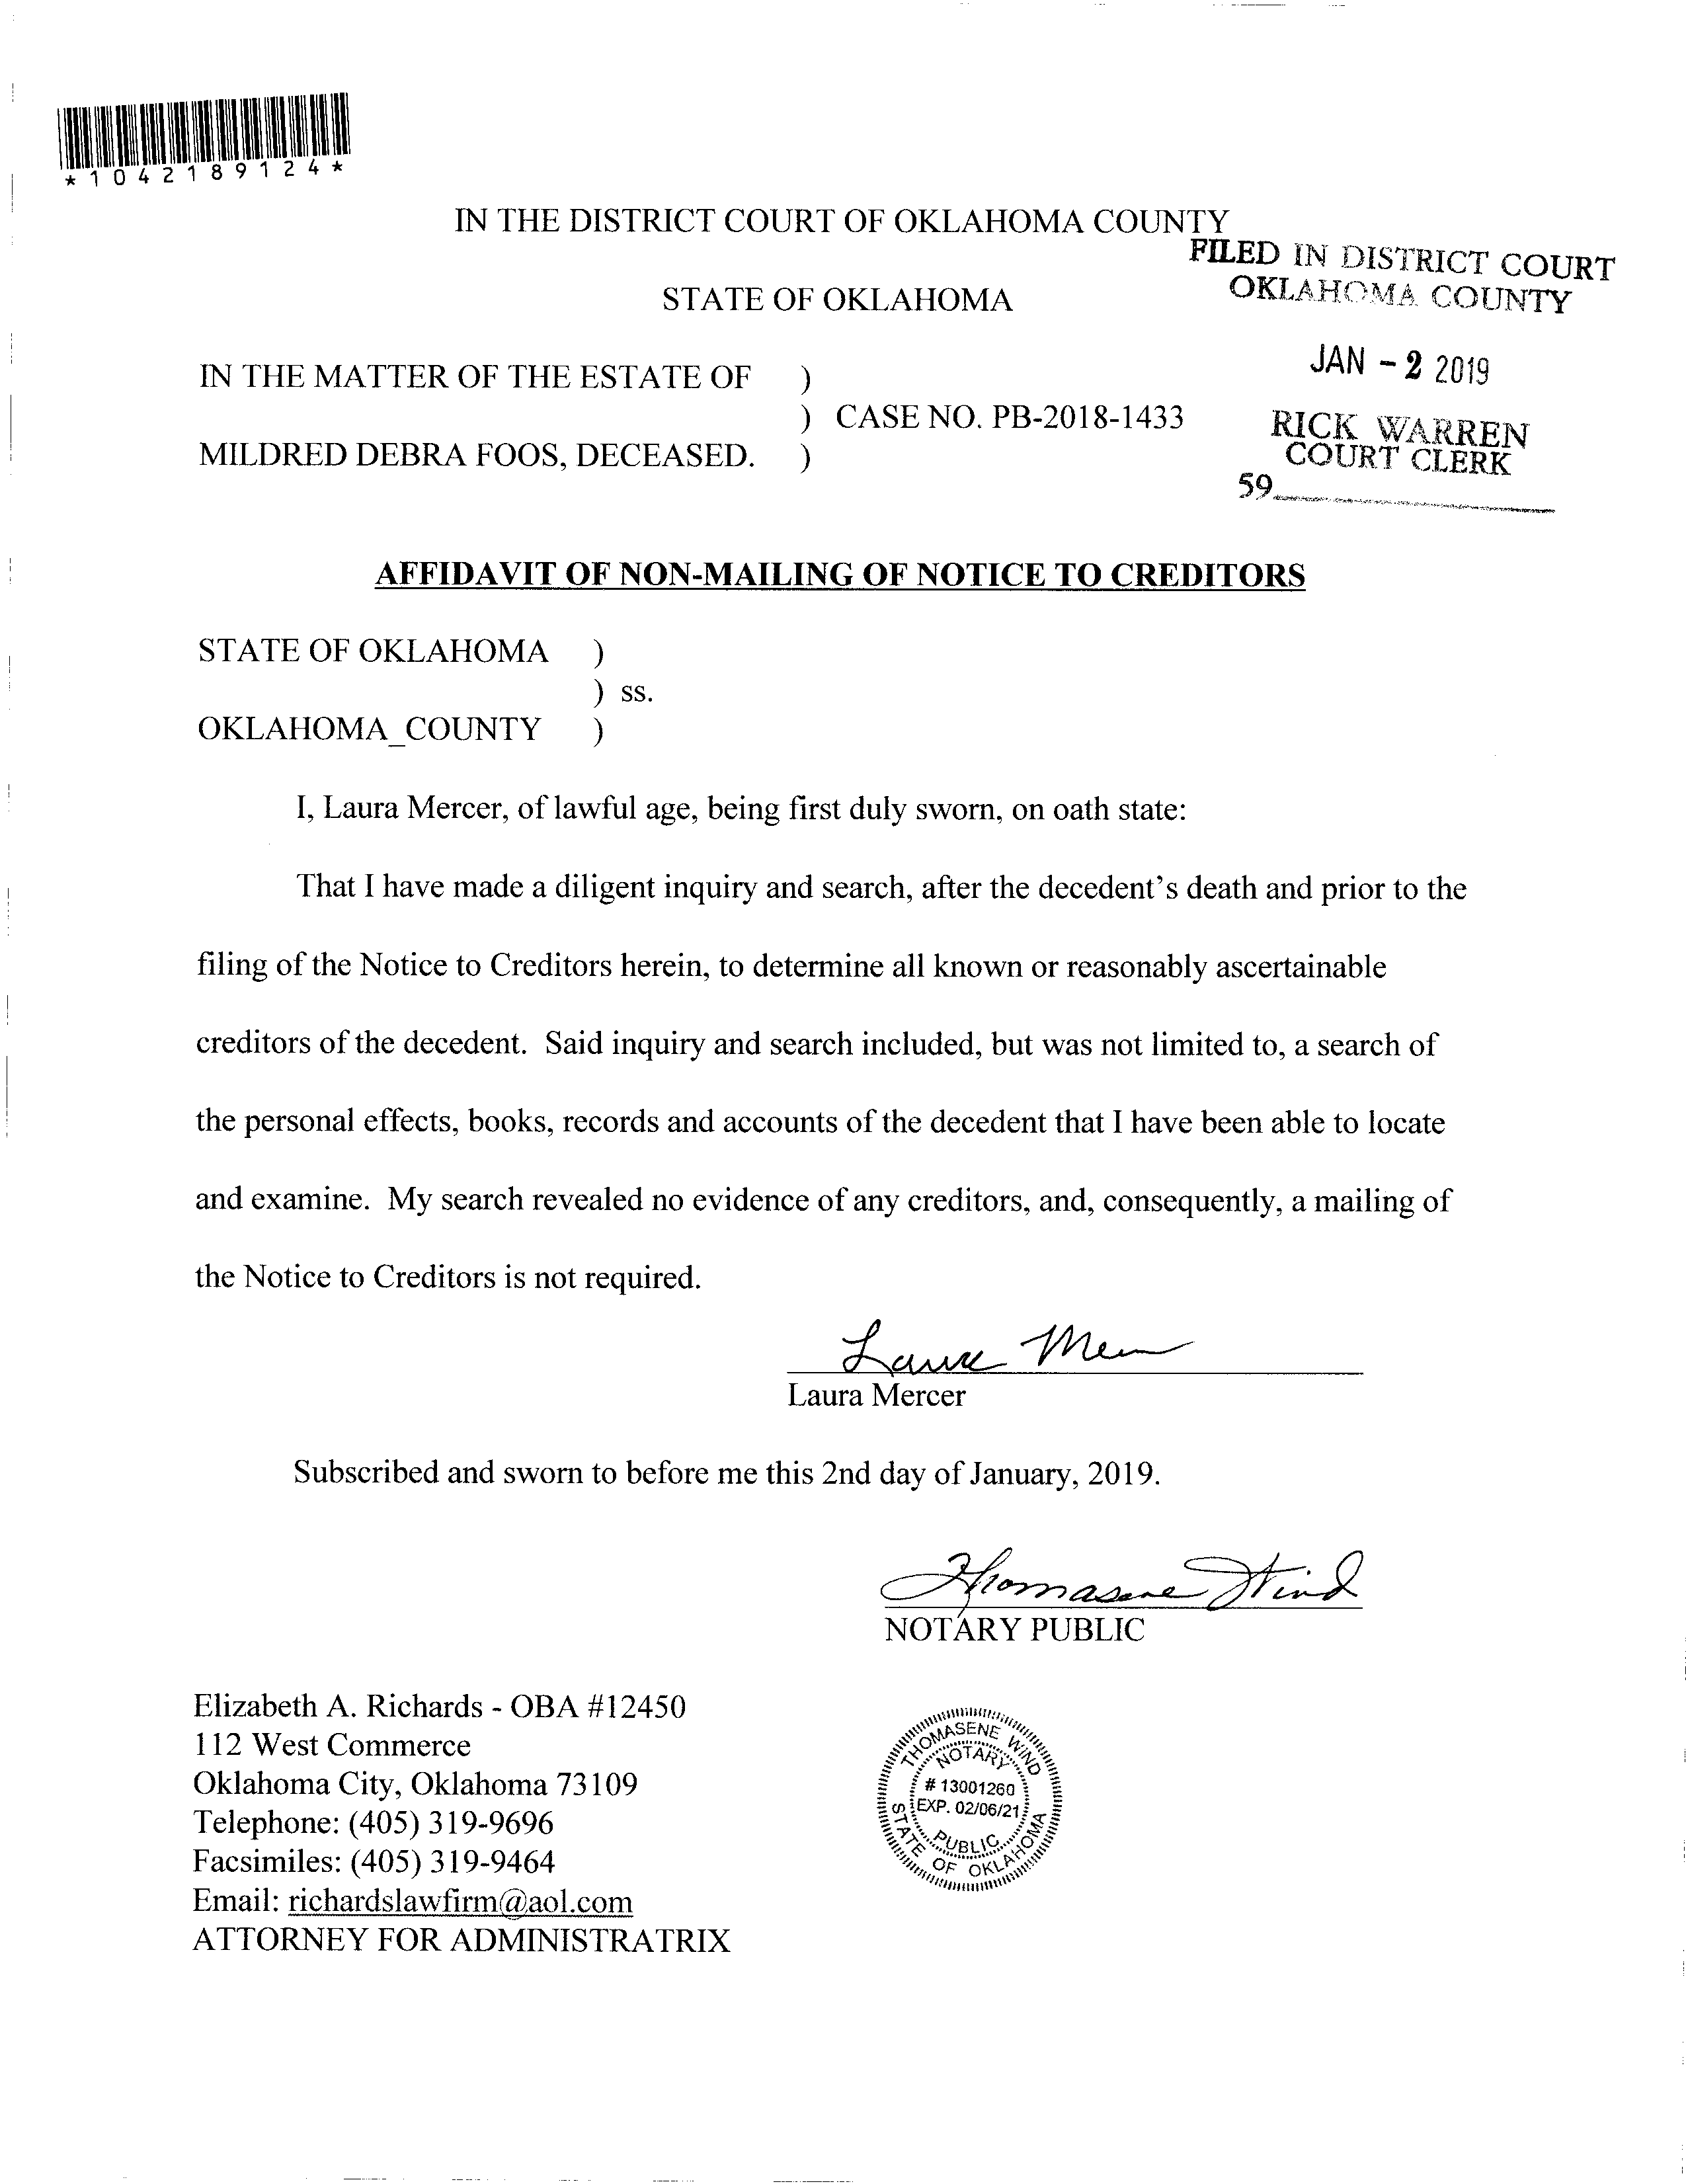 *1042189124*
IN THE DISTRICT COURT OF OKLAHOMA COUNTY
FILED IN DISTRICT COURT
OKLAHOMA COUNTY
STATE OF OKLAHOMA
JAN - 2 2019
IN THE MATTER OF THE ESTATE OF )
) CASE NO. PB-2018-1433
MILDRED DEBRA FOOS, DECEASED. )
RICK WARREN
COURT CLERK
59
AFFIDAVIT OF NON-MAILING OF NOTICE TO CREDITORS
STATE OF OKLAHOMA )
) ss.
OKLAHOMA_COUNTY )
I, Laura Mercer, of lawful age, being first duly sworn, on oath state:
That I have made a diligent inquiry and search, after the decedent's death and prior to the
filing of the Notice to Creditors herein, to determine all known or reasonably ascertainable
creditors of the decedent. Said inquiry and search included, but was not limited to, a search of
the personal effects, books, records and accounts of the decedent that I have been able to locate
and examine. My search revealed no evidence of any creditors, and, consequently, a mailing of
the Notice to Creditors is not required.
Laura Mercer
Laura Mercer
Subscribed and sworn to before me this 2nd day of January, 2019.
Thomasene Wind
NOTARY PUBLIC
Elizabeth A. Richards - OBA #12450
112 West Commerce
Oklahoma City, Oklahoma 73109
Telephone: (405) 319-9696
Facsimiles: (405) 319-9464
Email: richardslawfirm@aol.com
ATTORNEY FOR ADMINISTRATRIX
THOMASENE WIND
NOTARY
# 13001260
EXP. 02/06/21
PUBLIC
STATE OF OKLAHOMA